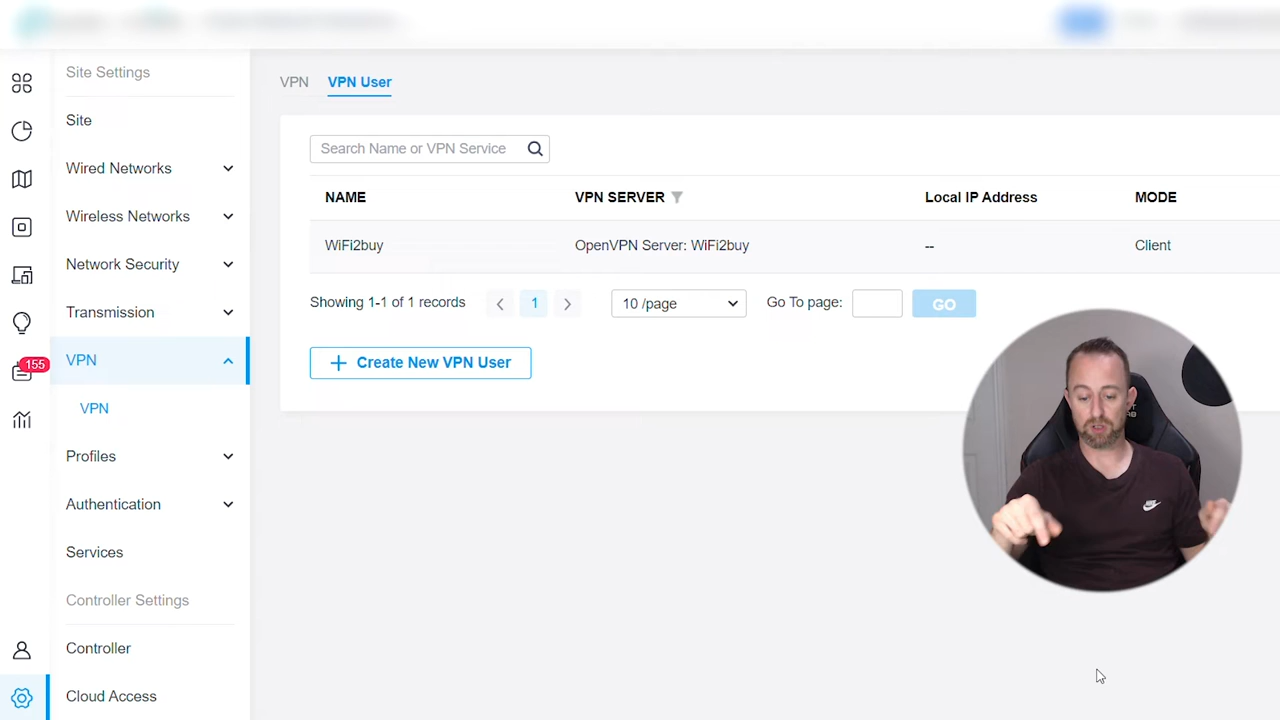 Site Settings
Site
Wired Networks
Wireless Networks
Network Security
Transmission
155
VPN
VPN
Profiles
Authentication
Services
Controller Settings
Controller
Cloud Access
VPN VPN User
Search Name or VPN Service
NAME VPN SERVER Local IP Address MODE
WiFi2buy OpenVPN Server: WiFi2buy -- Client
Showing 1-1 of 1 records 1 10 /page Go To page: GO
+ Create New VPN User